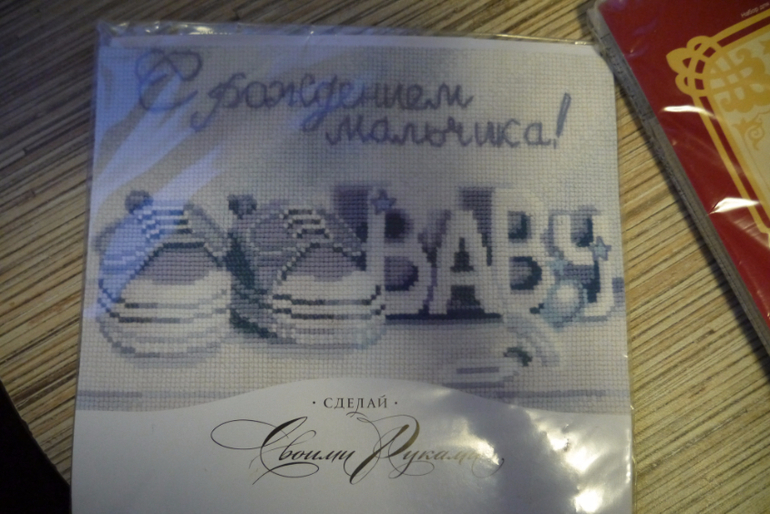 С рождением
мальчика!
BABY
· СДЕЛАЙ ·
Своими Руками